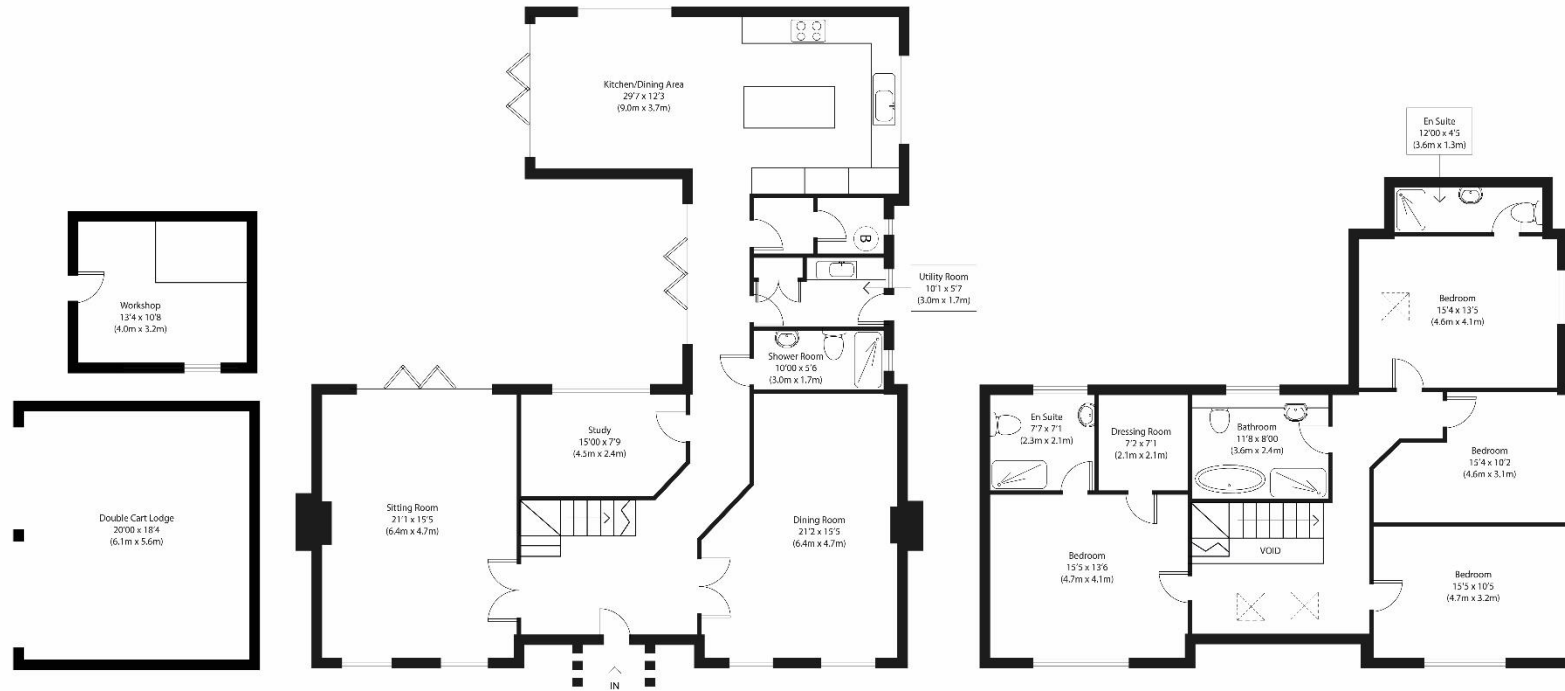 Kitchen/Dining Area
29'7 x 12'3
(9.0m x 3.7m)
B
Utility Room
10'1 x 5'7
(3.0m x 1.7m)
Workshop
13'4 x 10'8
(4.0m x 3.2m)
Shower Room
10'00 x 5'6
(3.0m x 1.7m)
Study
15'00 x 7'9
(4.5m x 2.4m)
Double Cart Lodge
20'00 x 18'4
(6.1m x 5.6m)
Sitting Room
21'1 x 15'5
(6.4m x 4.7m)
Dining Room
21'2 x 15'5
(6.4m x 4.7m)
IN
En Suite
12'00 x 4'5
(3.6m x 1.3m)
Bedroom
15'4 x 13'5
(4.6m x 4.1m)
En Suite
7'7 x 7'1
(2.3m x 2.1m)
Dressing Room
7'2 x 7'1
(2.1m x 2.1m)
Bathroom
11'8 x 8'00
(3.6m x 2.4m)
Bedroom
15'4 x 10'2
(4.6m x 3.1m)
VOID
Bedroom
15'5 x 13'6
(4.7m x 4.1m)
Bedroom
15'5 x 10'5
(4.7m x 3.2m)